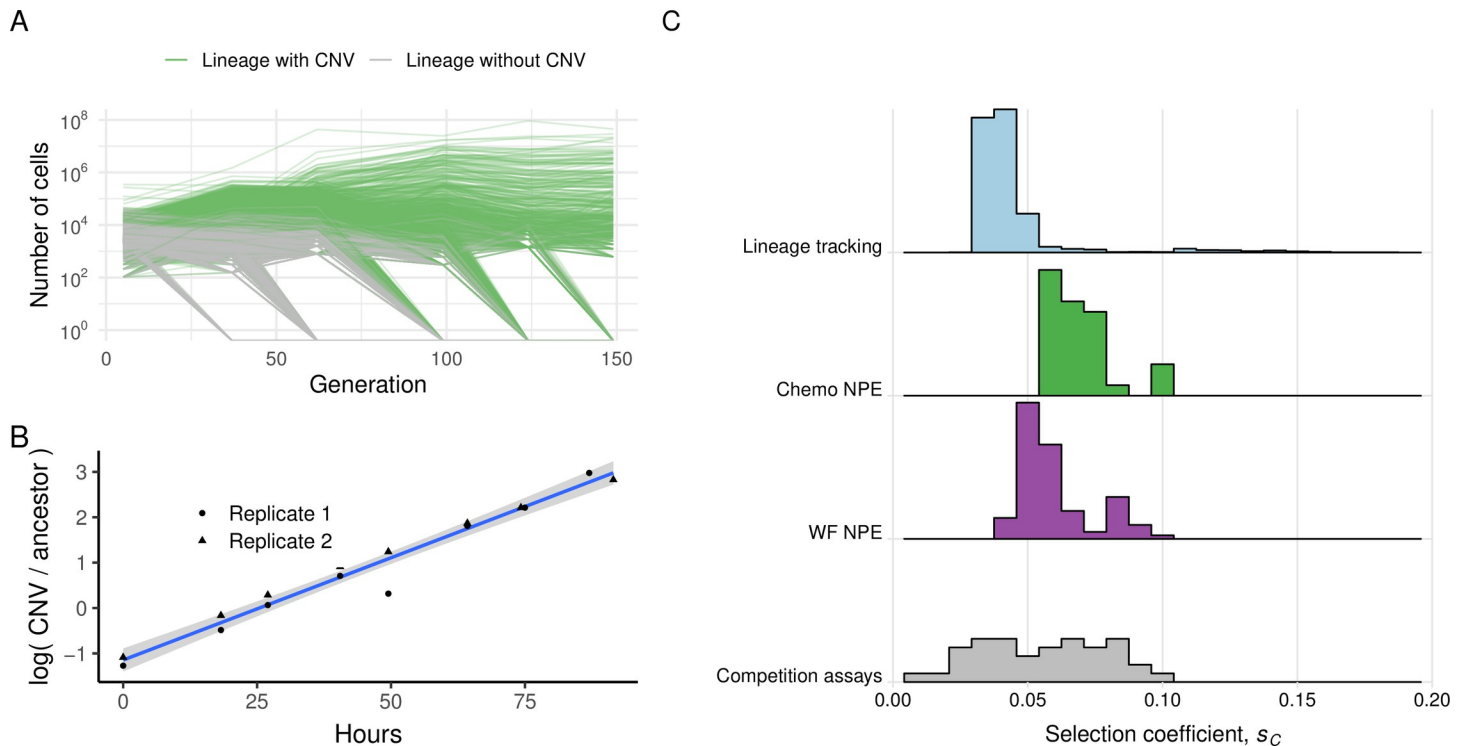 A
Lineage with CNV
Lineage without CNV
Number of cells
10^8
10^6
10^4
10^2
10^0
0
50
100
150
Generation
B
log( CNV / ancestor )
3
2
1
0
−1
Replicate 1
Replicate 2
0
25
50
75
Hours
C
Lineage tracking
Chemo NPE
WF NPE
Competition assays
0.00
0.05
0.10
0.15
0.20
Selection coefficient, s_C